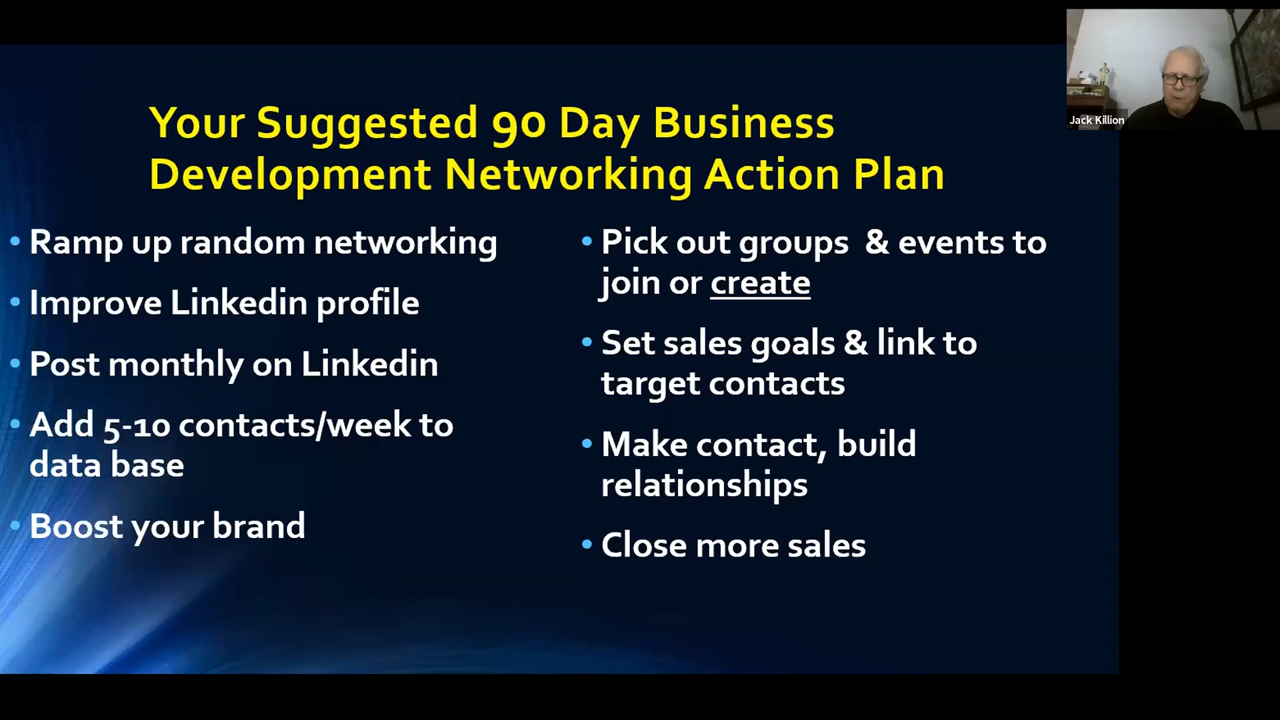 Your Suggested 90 Day Business
Development Networking Action Plan
• Ramp up random networking
• Improve Linkedin profile
• Post monthly on Linkedin
• Add 5-10 contacts/week to
data base
• Boost your brand
• Pick out groups & events to
join or create
• Set sales goals & link to
target contacts
• Make contact, build
relationships
• Close more sales
Jack Killion